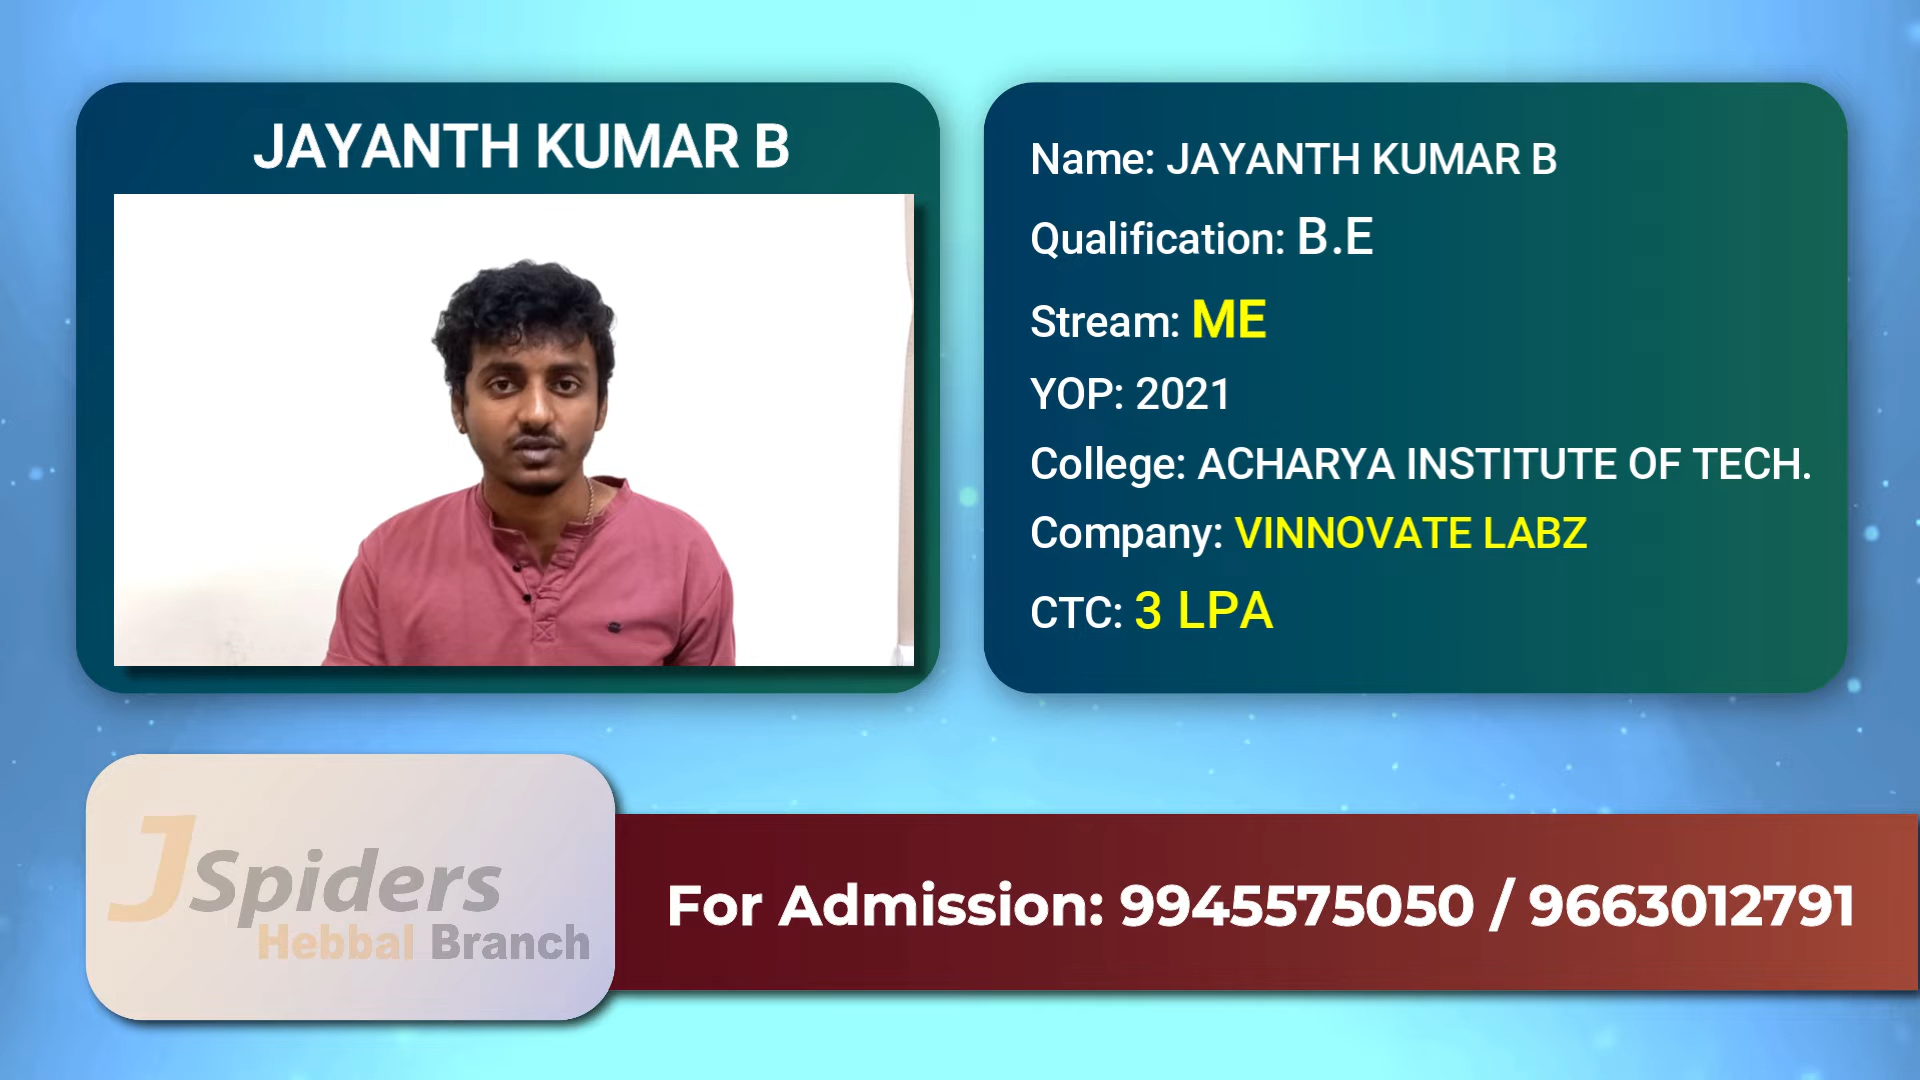 JAYANTH KUMAR B
Name: JAYANTH KUMAR B
Qualification: B.E
Stream: ME
YOP: 2021
College: ACHARYA INSTITUTE OF TECH.
Company: VINNOVATE LABZ
CTC: 3 LPA
JSpiders
Hebbal Branch
For Admission: 9945575050 / 9663012791